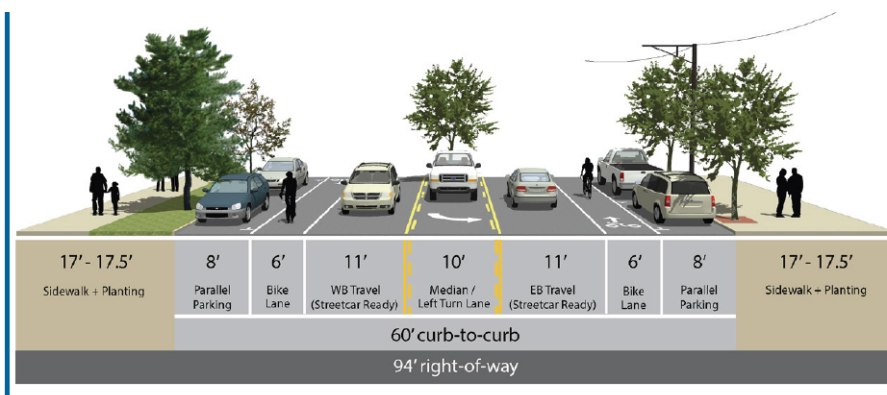 17' - 17.5'
Sidewalk + Planting
8'
Parallel
Parking
6'
Bike
Lane
11'
WB Travel
(Streetcar Ready)
10'
Median /
Left Turn Lane
11'
EB Travel
(Streetcar Ready)
6'
Bike
Lane
8'
Parallel
Parking
17' - 17.5'
Sidewalk + Planting
60' curb-to-curb
94' right-of-way